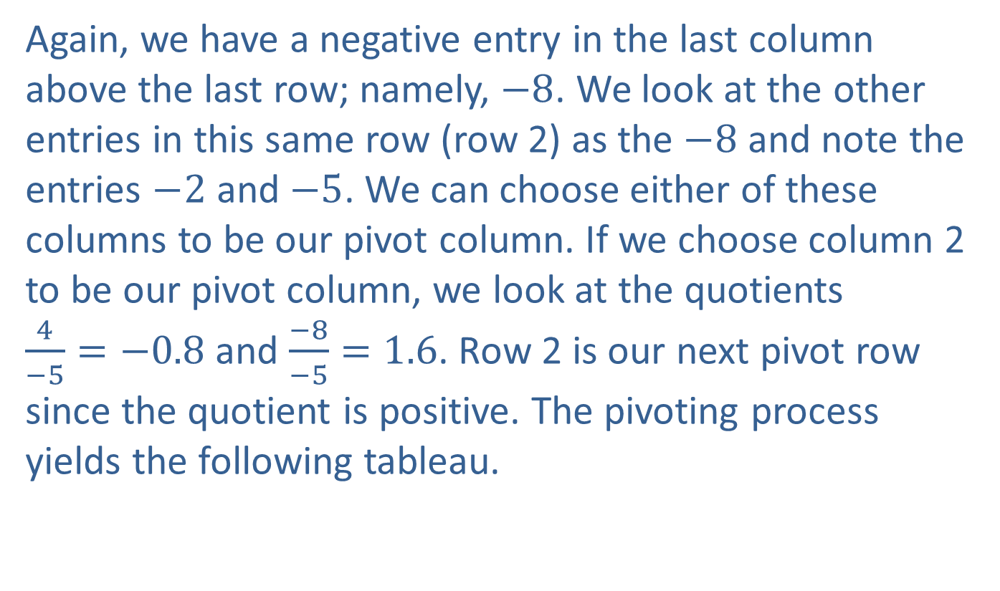 Again, we have a negative entry in the last column
above the last row; namely, −8. We look at the other
entries in this same row (row 2) as the −8 and note the
entries −2 and −5. We can choose either of these
columns to be our pivot column. If we choose column 2
to be our pivot column, we look at the quotients
4/−5 = −0.8 and −8/−5 = 1.6. Row 2 is our next pivot row
since the quotient is positive. The pivoting process
yields the following tableau.